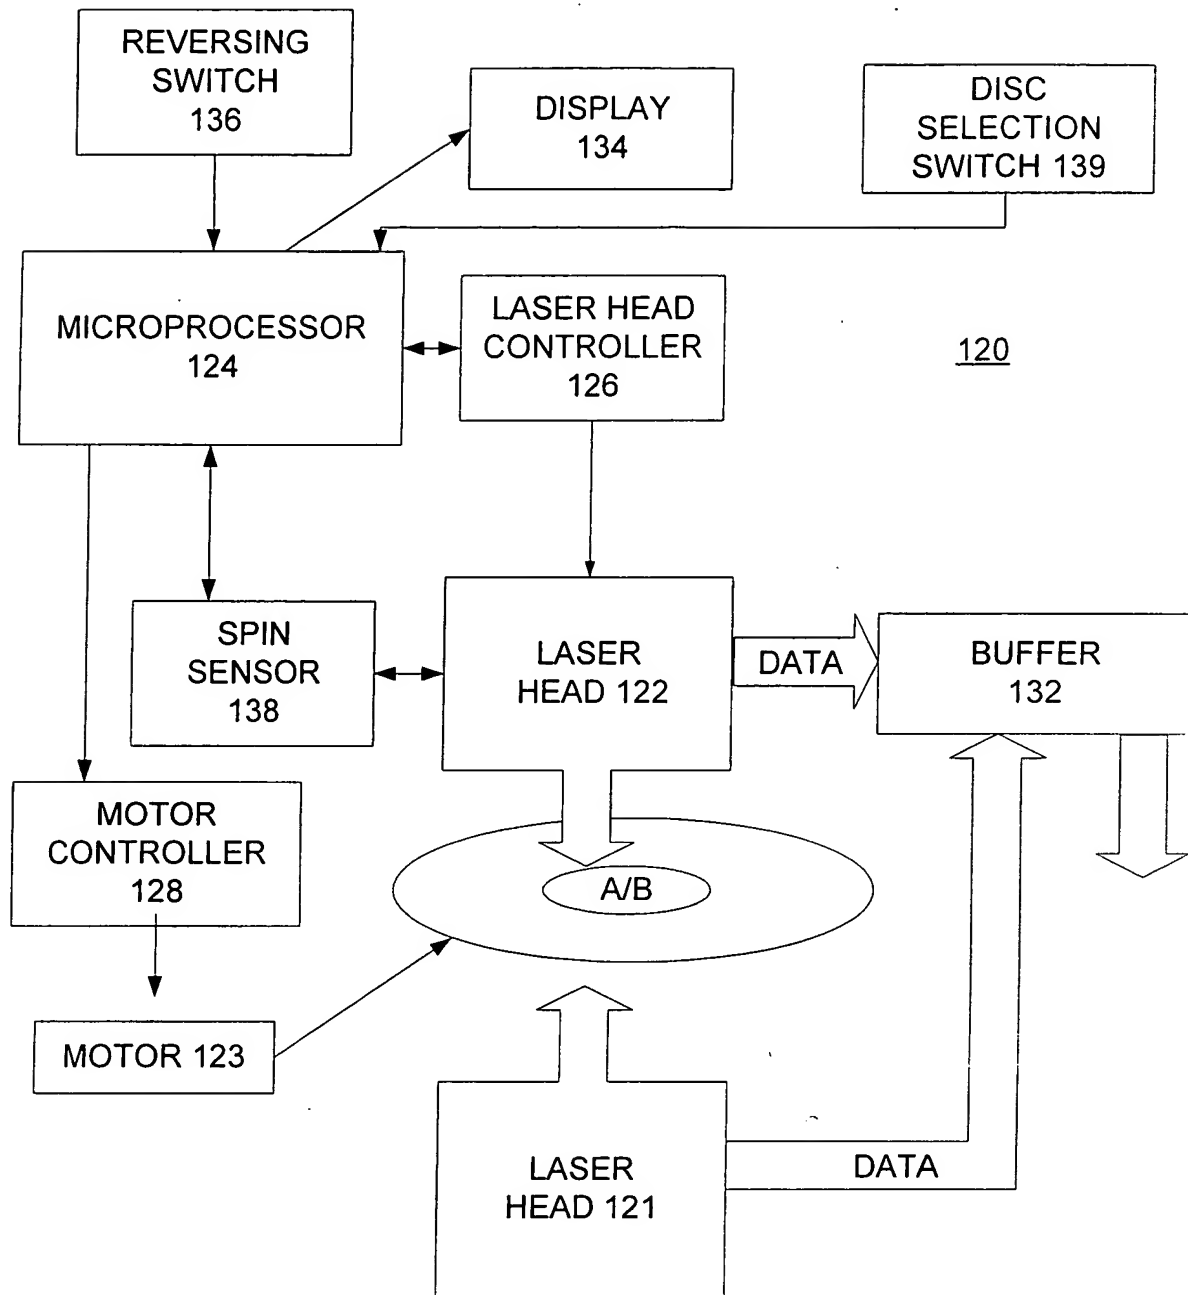 REVERSING
SWITCH
136
DISPLAY
134
DISC
SELECTION
SWITCH 139
MICROPROCESSOR
124
LASER HEAD
CONTROLLER
126
120
SPIN
SENSOR
138
LASER
HEAD 122
DATA
BUFFER
132
MOTOR
CONTROLLER
128
A/B
MOTOR 123
LASER
HEAD 121
DATA